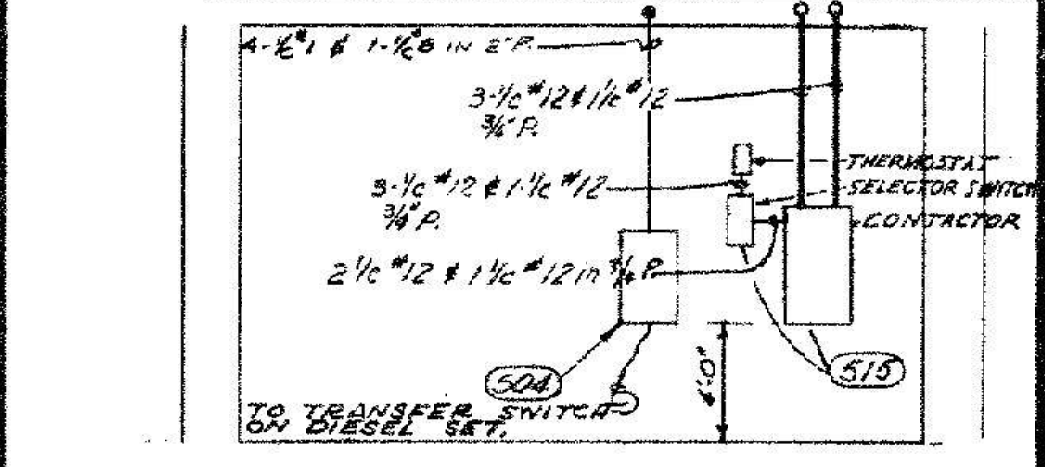 4-1/c #1 & 1-1/c 8 IN 2" P.
3-1/c #12 & 1 1/c #12
3/4" P.
THERMOSTAT
SELECTOR SWITCH
3-1/c #12 & 1-1/c #12
3/4" P.
CONTACTOR
2 1/c #12 & 1 1/c #12 in 3/4 P.
504
515
TO TRANSFER SWITCH
ON DIESEL SET.